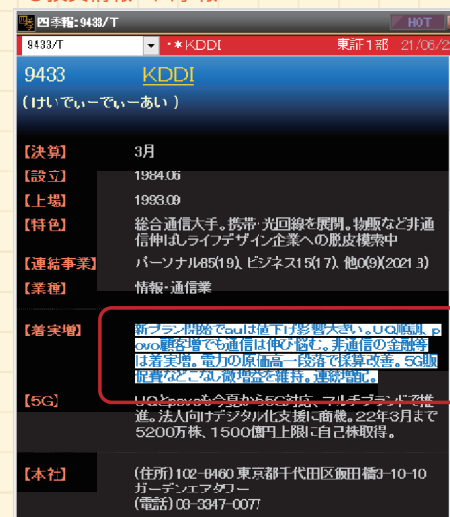 四季報:9433/T HOT
9433/T ・*KDDI 東証1部 21/06/2
9433 KDDI
(けいでぃーでぃーあい)
【決算】 3月
【設立】 1984.06
【上場】 1993.09
【特色】 総合通信大手。携帯・光回線を展開。物販など非通
信伸ばしライフデザイン企業への脱皮模索中
【連結事業】 パーソナル85(19)、ビジネス15(17)、他0(9)(2021.3)
【業種】 情報・通信業
【着実増】 新プラン開始でauは値下げ影響大きい。UQ順調、p
ovo顧客増でも通信は伸び悩む。非通信の金融等
は着実増。電力の原価高一段落で採算改善。5G販
促費などこなし微増益を維持。連続増配。
【5G】 UQとpovoも今夏から5G対応、マルチブランドで推
進。法人向けデジタル化支援に商機。22年3月まで
5200万株、1500億円上限に自己株取得。
【本社】 (住所)102-8460 東京都千代田区飯田橋3-10-10
ガーデンエアタワー
(電話)03-3347-0077